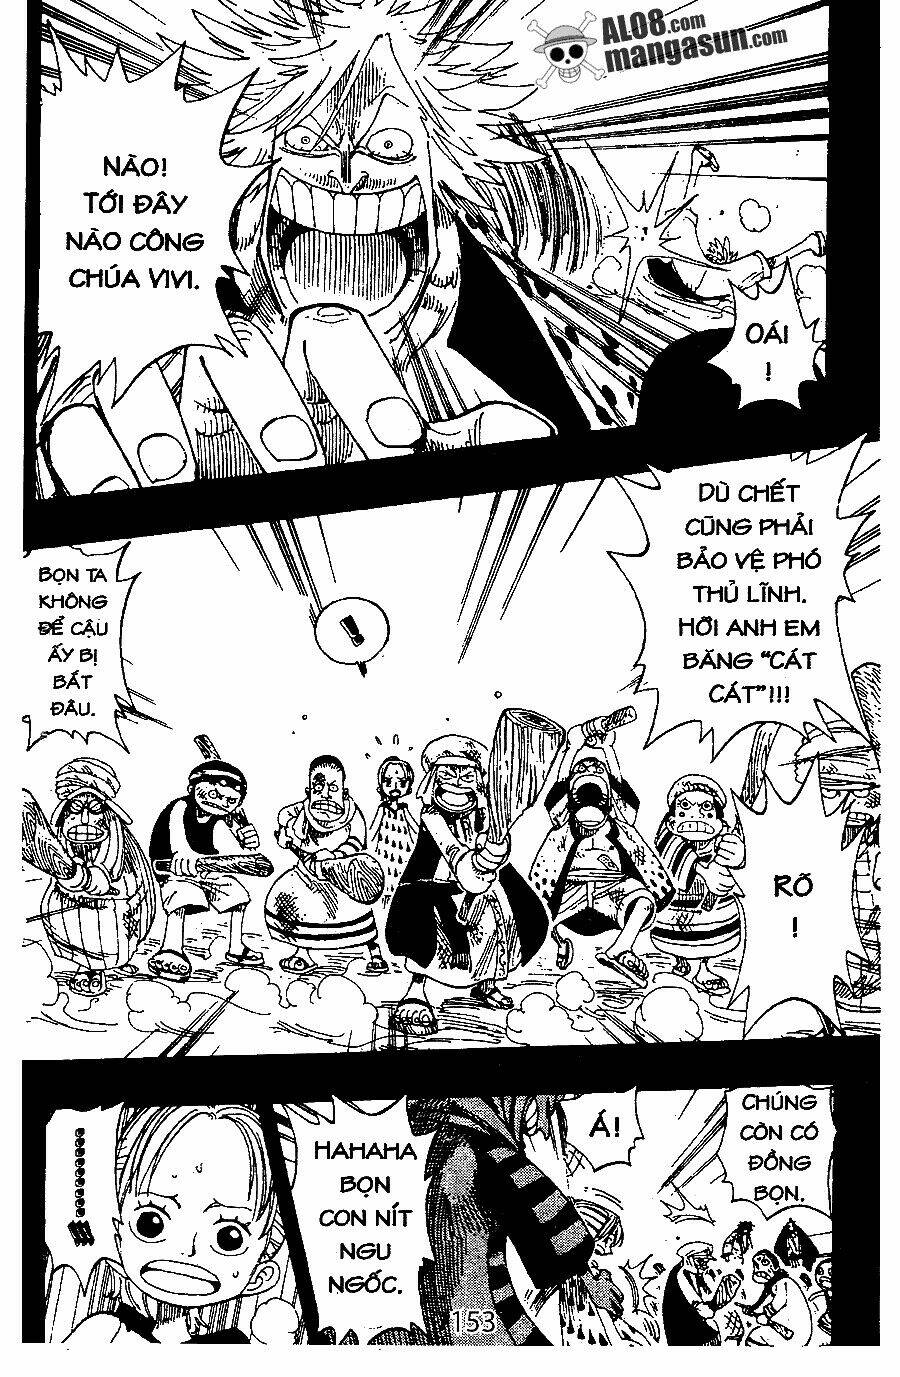 ALO8.com
mangasun.com
NÀO!
TỚI ĐÂY
NÀO CÔNG
CHÚA VIVI.
OÁI
!
DÙ CHẾT
CŨNG PHẢI
BẢO VỆ PHÓ
THỦ LĨNH.
HỠI ANH EM
BĂNG "CÁT
CÁT"!!!
BỌN TA
KHÔNG
ĐỂ CẬU
ẤY BỊ
BẮT
ĐÂU.
!!
RÕ
!
CHÚNG
CÒN CÓ
ĐỒNG
BỌN.
Á!
HAHAHA
BỌN
CON NÍT
NGU
NGỐC.
..........!!!
153